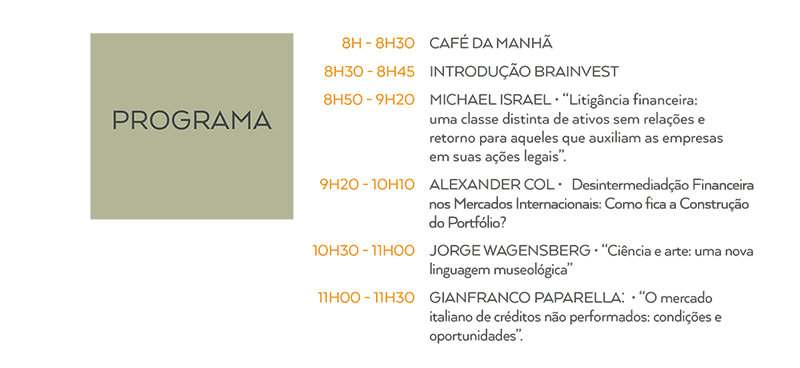 PROGRAMA
8H - 8H30 CAFÉ DA MANHÃ
8H30 - 8H45 INTRODUÇÃO BRAINVEST
8H50 - 9H20 MICHAEL ISRAEL • “Litigância financeira:
uma classe distinta de ativos sem relações e
retorno para aqueles que auxiliam as empresas
em suas ações legais”.
9H20 - 10H10 ALEXANDER COL • Desintermediadção Financeira
nos Mercados Internacionais: Como fica a Construção
do Portfólio?
10H30 - 11H00 JORGE WAGENSBERG • “Ciência e arte: uma nova
linguagem museológica”
11H00 - 11H30 GIANFRANCO PAPARELLA: • “O mercado
italiano de créditos não performados: condições e
oportunidades”.